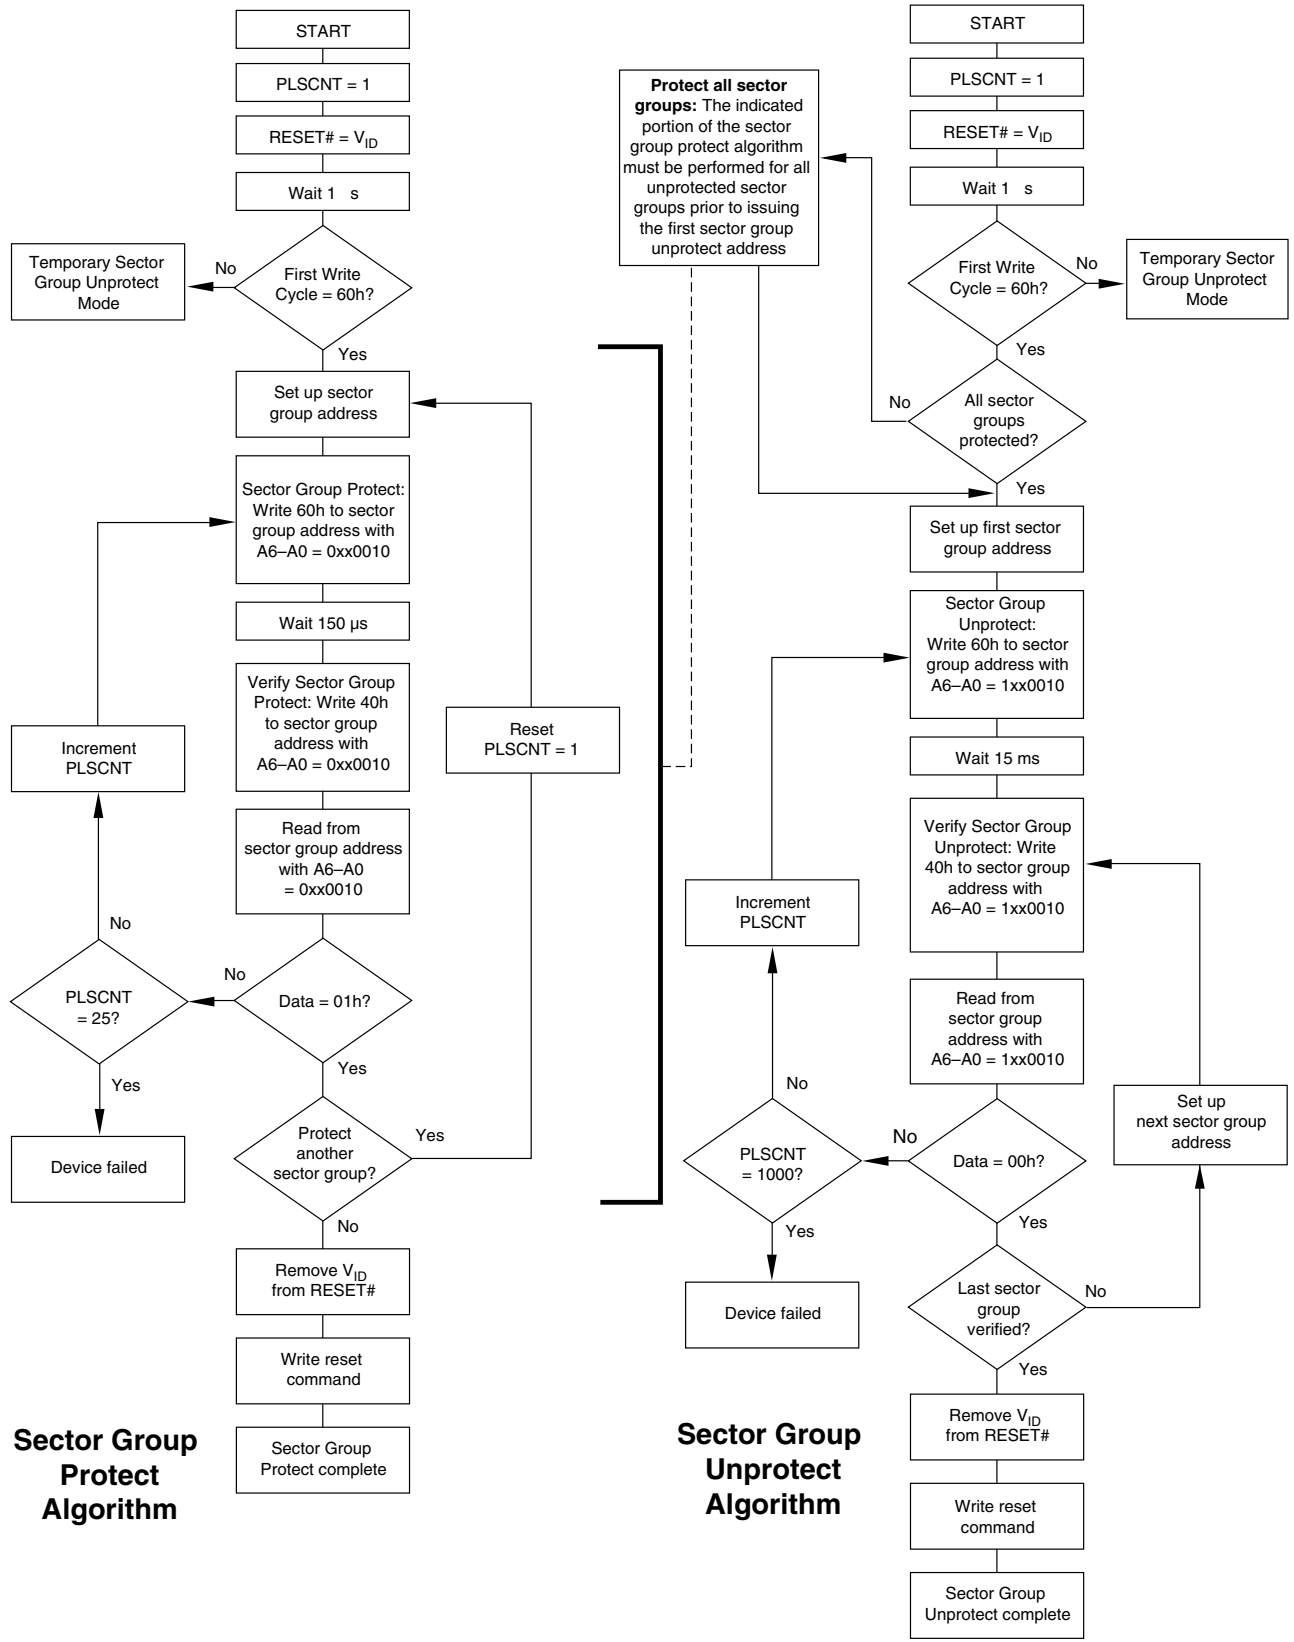 START
PLSCNT = 1
RESET# = VID
Wait 1 s
First Write
Cycle = 60h?
No
Temporary Sector
Group Unprotect
Mode
Yes
Set up sector
group address
Sector Group Protect:
Write 60h to sector
group address with
A6–A0 = 0xx0010
Wait 150 µs
Verify Sector Group
Protect: Write 40h
to sector group
address with
A6–A0 = 0xx0010
Reset
PLSCNT = 1
Increment
PLSCNT
Read from
sector group address
with A6–A0
= 0xx0010
No
No
Data = 01h?
PLSCNT
= 25?
Yes
Yes
Device failed
Protect
another
sector group?
Yes
No
Remove VID
from RESET#
Write reset
command
Sector Group
Protect complete
Sector Group
Protect
Algorithm
START
PLSCNT = 1
RESET# = VID
Wait 1 s
Protect all sector
groups: The indicated
portion of the sector
group protect algorithm
must be performed for all
unprotected sector
groups prior to issuing
the first sector group
unprotect address
First Write
Cycle = 60h?
No
Temporary Sector
Group Unprotect
Mode
Yes
No
All sector
groups
protected?
Yes
Set up first sector
group address
Sector Group
Unprotect:
Write 60h to sector
group address with
A6–A0 = 1xx0010
Wait 15 ms
Verify Sector Group
Unprotect: Write
40h to sector group
address with
A6–A0 = 1xx0010
Increment
PLSCNT
Read from
sector group
address with
A6–A0 = 1xx0010
No
No
Set up
next sector group
address
PLSCNT
= 1000?
Data = 00h?
Yes
Yes
Device failed
Last sector
group
verified?
No
Yes
Remove VID
from RESET#
Write reset
command
Sector Group
Unprotect complete
Sector Group
Unprotect
Algorithm